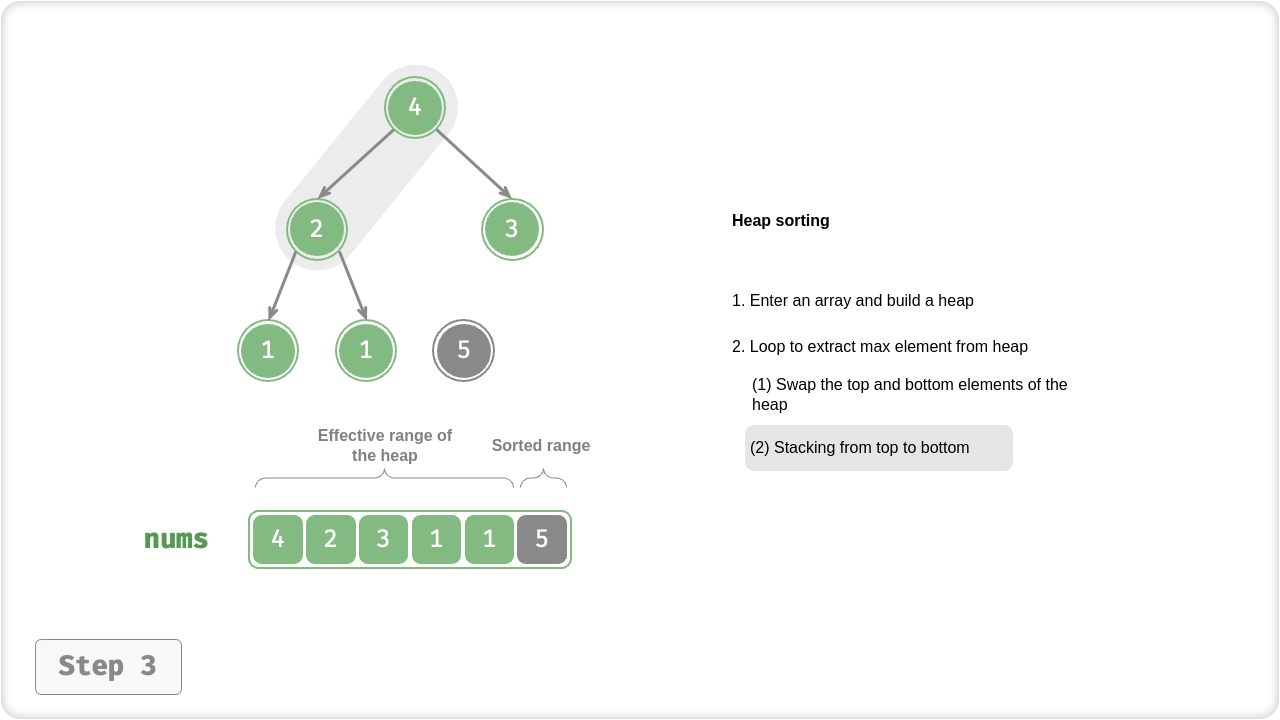 4
2
3
1
1
5
Effective range of
the heap
Sorted range
nums
4 2 3 1 1 5
Step 3
Heap sorting
1. Enter an array and build a heap
2. Loop to extract max element from heap
(1) Swap the top and bottom elements of the
heap
(2) Stacking from top to bottom